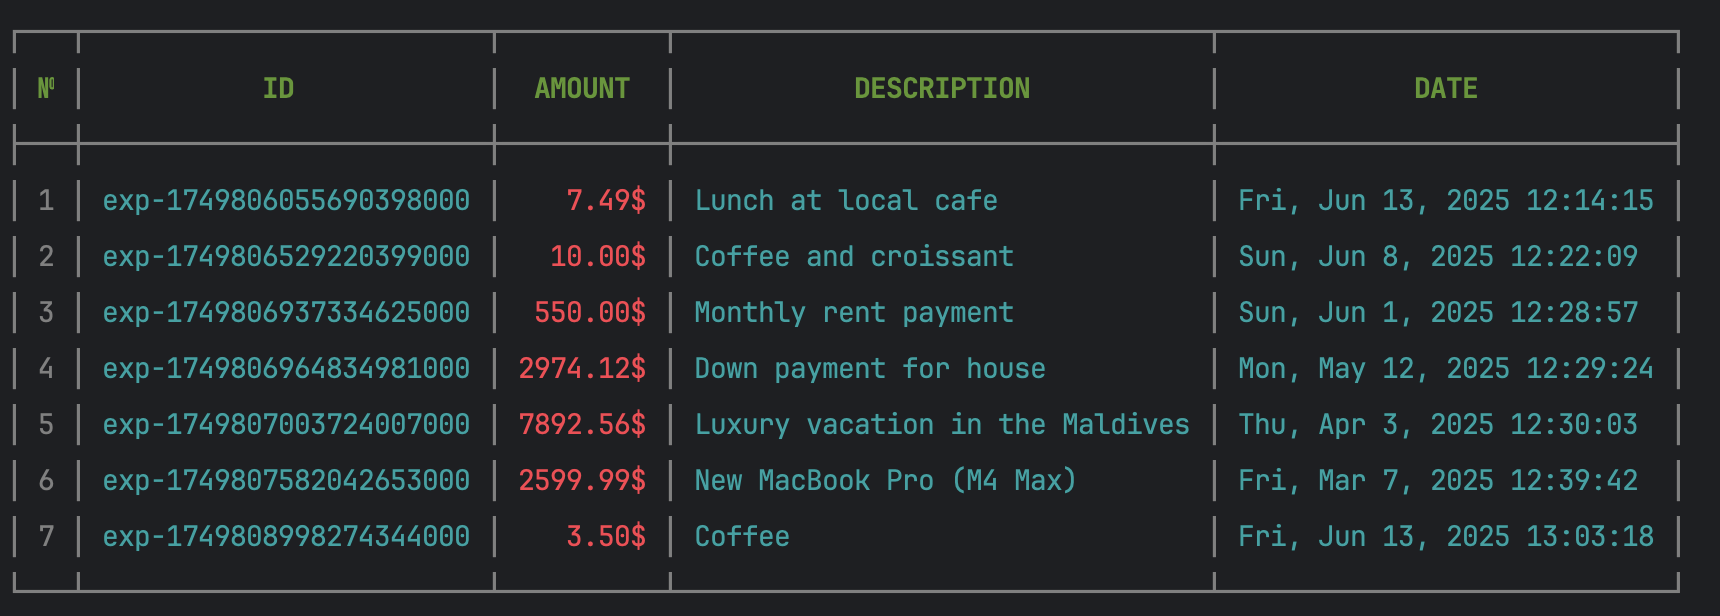 № ID AMOUNT DESCRIPTION DATE
1 exp-1749806055690398000 7.49$ Lunch at local cafe Fri, Jun 13, 2025 12:14:15
2 exp-1749806529220399000 10.00$ Coffee and croissant Sun, Jun 8, 2025 12:22:09
3 exp-1749806937334625000 550.00$ Monthly rent payment Sun, Jun 1, 2025 12:28:57
4 exp-1749806964834981000 2974.12$ Down payment for house Mon, May 12, 2025 12:29:24
5 exp-1749807003724007000 7892.56$ Luxury vacation in the Maldives Thu, Apr 3, 2025 12:30:03
6 exp-1749807582042653000 2599.99$ New MacBook Pro (M4 Max) Fri, Mar 7, 2025 12:39:42
7 exp-1749808998274344000 3.50$ Coffee Fri, Jun 13, 2025 13:03:18